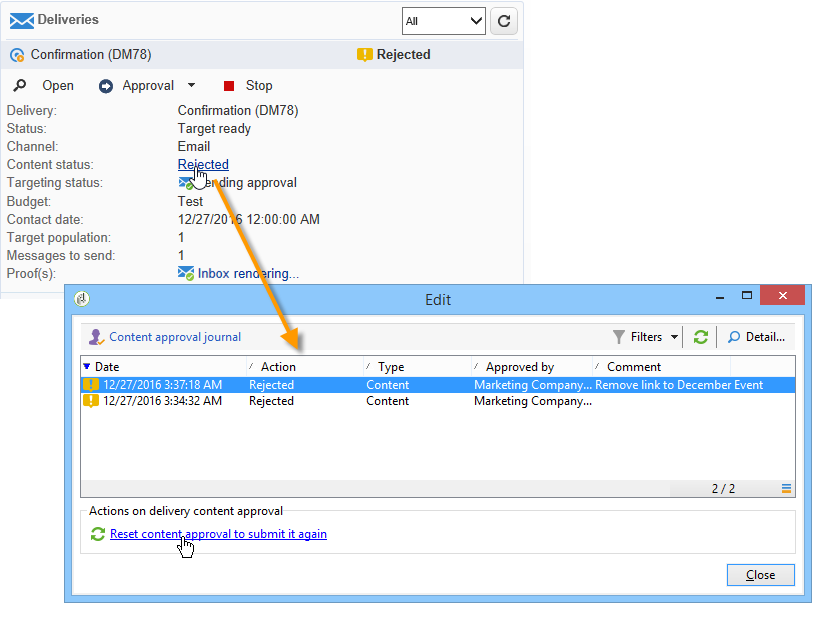 Deliveries
All
Confirmation (DM78) Rejected
Open Approval Stop
Delivery: Confirmation (DM78)
Status: Target ready
Channel: Email
Content status: Rejected
Targeting status: ending approval
Budget: Test
Contact date: 12/27/2016 12:00:00 AM
Target population: 1
Messages to send: 1
Proof(s): Inbox rendering...
Edit
Content approval journal Filters Detail...
Date Action Type Approved by Comment
12/27/2016 3:37:18 AM Rejected Content Marketing Company... Remove link to December Event
12/27/2016 3:34:32 AM Rejected Content Marketing Company...
2 / 2
Actions on delivery content approval
Reset content approval to submit it again
Close